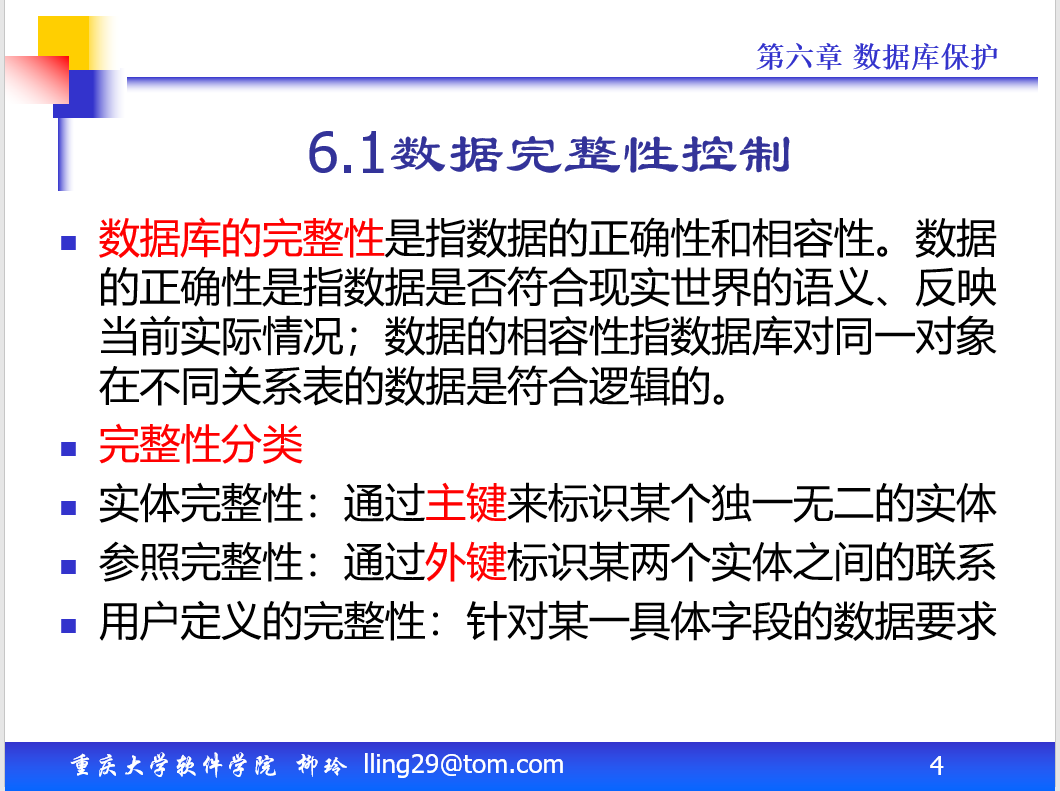 第六章 数据库保护
6.1数据完整性控制
数据库的完整性是指数据的正确性和相容性。数据
的正确性是指数据是否符合现实世界的语义、反映
当前实际情况；数据的相容性指数据库对同一对象
在不同关系表的数据是符合逻辑的。
完整性分类
实体完整性：通过主键来标识某个独一无二的实体
参照完整性：通过外键标识某两个实体之间的联系
用户定义的完整性：针对某一具体字段的数据要求
重庆大学软件学院 柳玲 lling29@tom.com 4